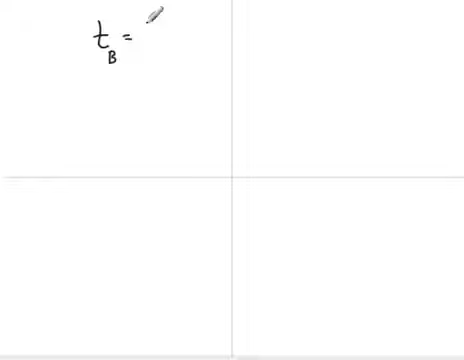 t_B =